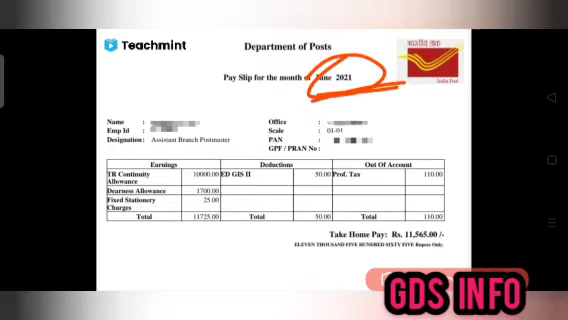 Teachmint
Department of Posts
भारतीय डाक
India Post
Pay Slip for the month of June 2021
Name :
Emp Id :
Designation : Assistant Branch Postmaster
Office :
Scale : 01-01
PAN :
GPF / PRAN No :
Earnings Deductions Out Of Account
TR Continuity Allowance 10000.00 ED GIS II 50.00 Prof. Tax 110.00
Dearness Allowance 1700.00
Fixed Stationery Charges 25.00
Total 11725.00 Total 50.00 Total 110.00
Take Home Pay: Rs. 11,565.00 /-
ELEVEN THOUSAND FIVE HUNDRED SIXTY FIVE Rupees Only.
GDS INFO